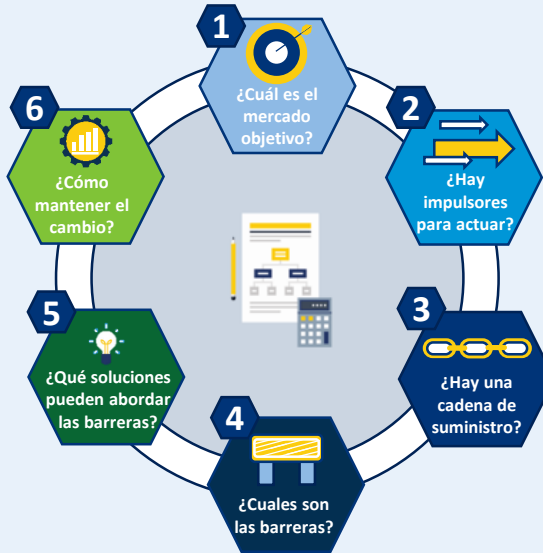 1
¿Cuál es el
mercado
objetivo?
2
¿Hay
impulsores
para actuar?
3
¿Hay una
cadena de
suministro?
4
¿Cuales son
las barreras?
5
¿Qué soluciones
pueden abordar
las barreras?
6
¿Cómo
mantener el
cambio?